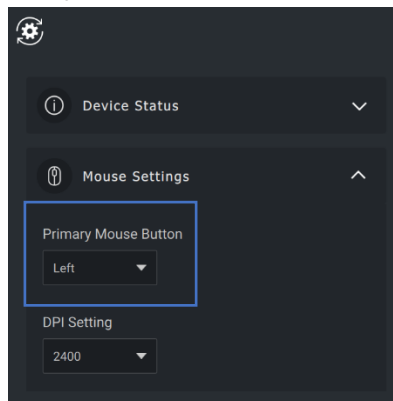 Device Status
Mouse Settings
Primary Mouse Button
Left
DPI Setting
2400